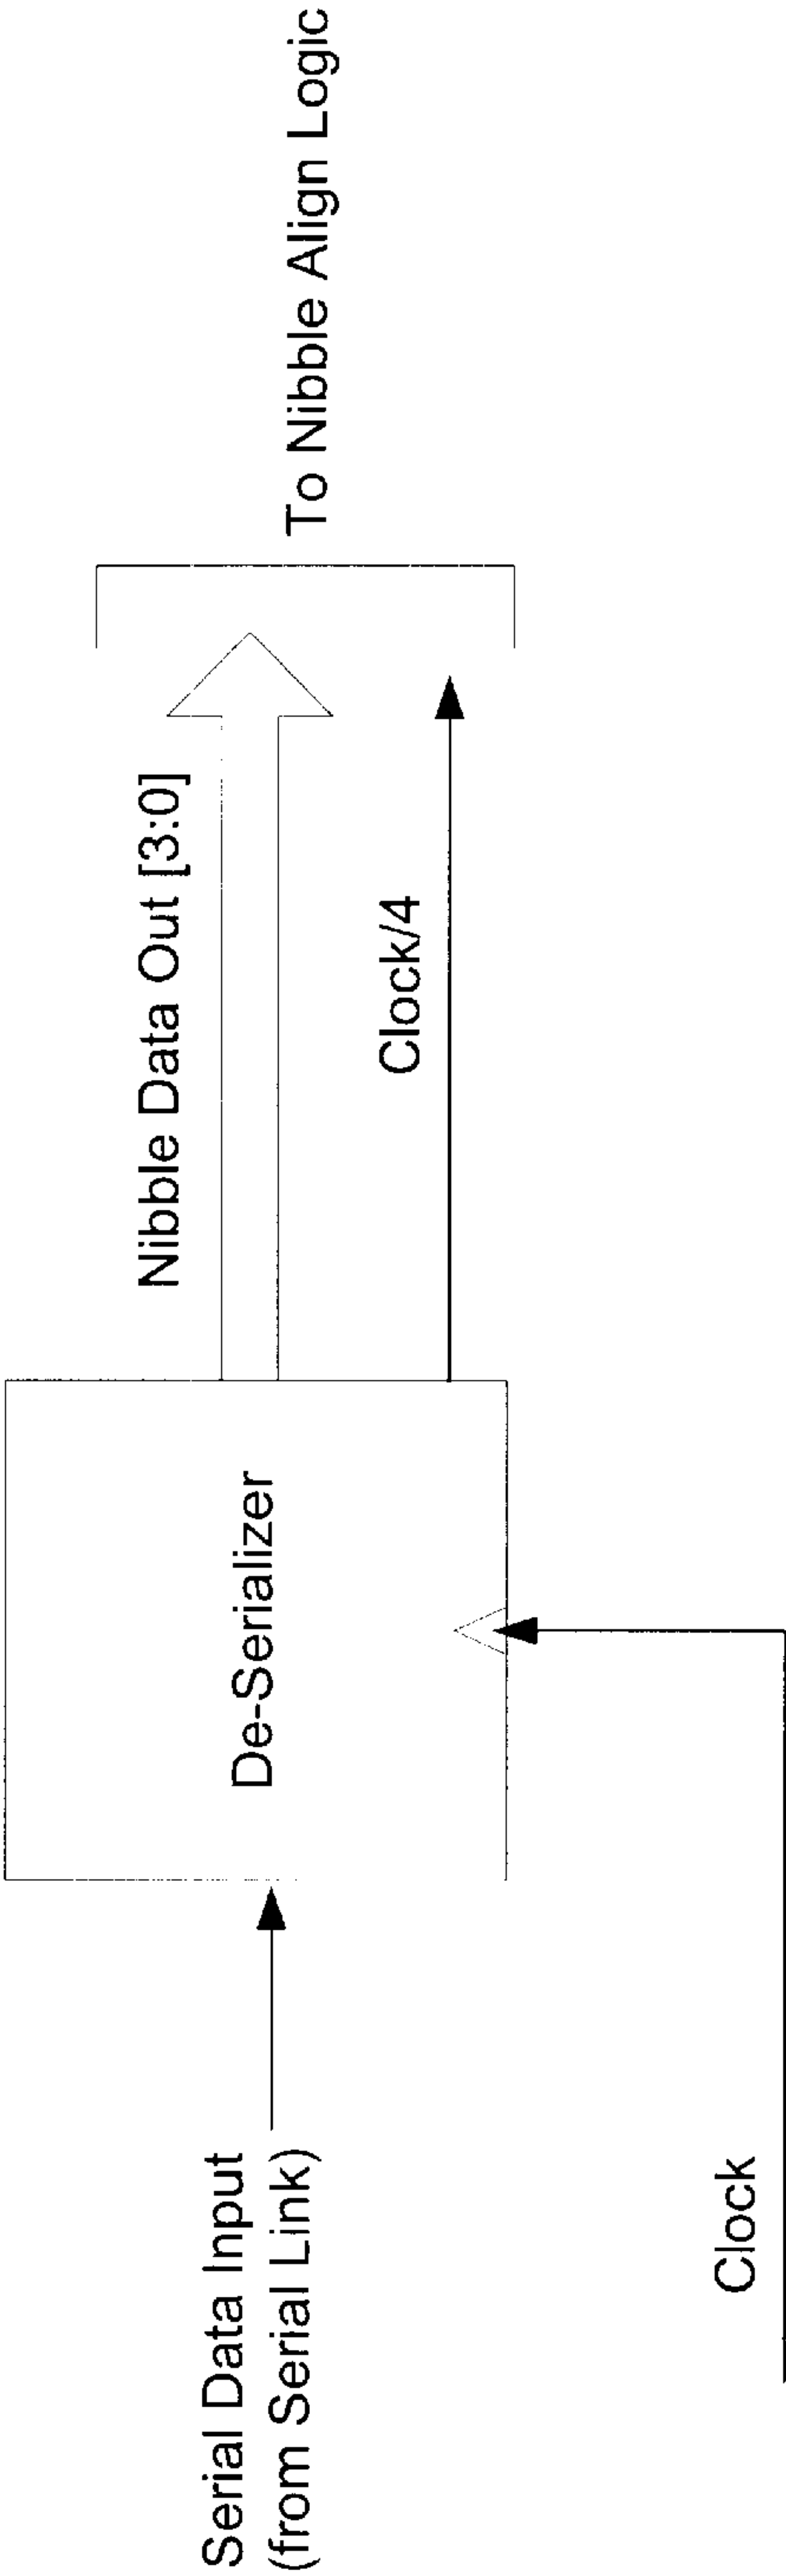 Serial Data Input
(from Serial Link)
De-Serializer
Nibble Data Out [3:0]
Clock/4
To Nibble Align Logic
Clock